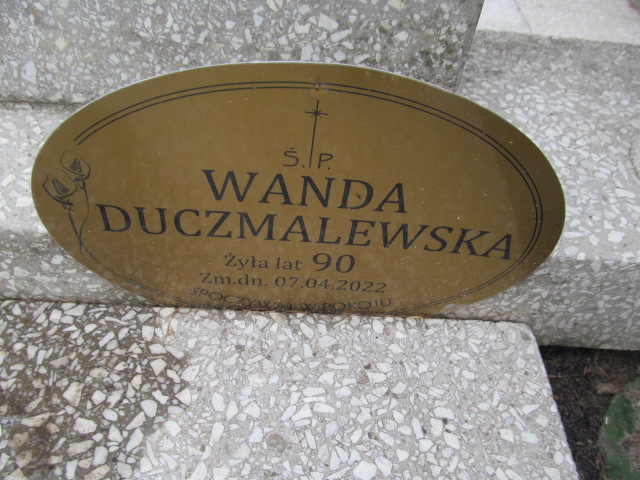 Ś.P.
WANDA
DUCZMALEWSKA
Żyła lat 90
Zm.dn. 07.04.2022
SPOCZYWAJ W POKOJU